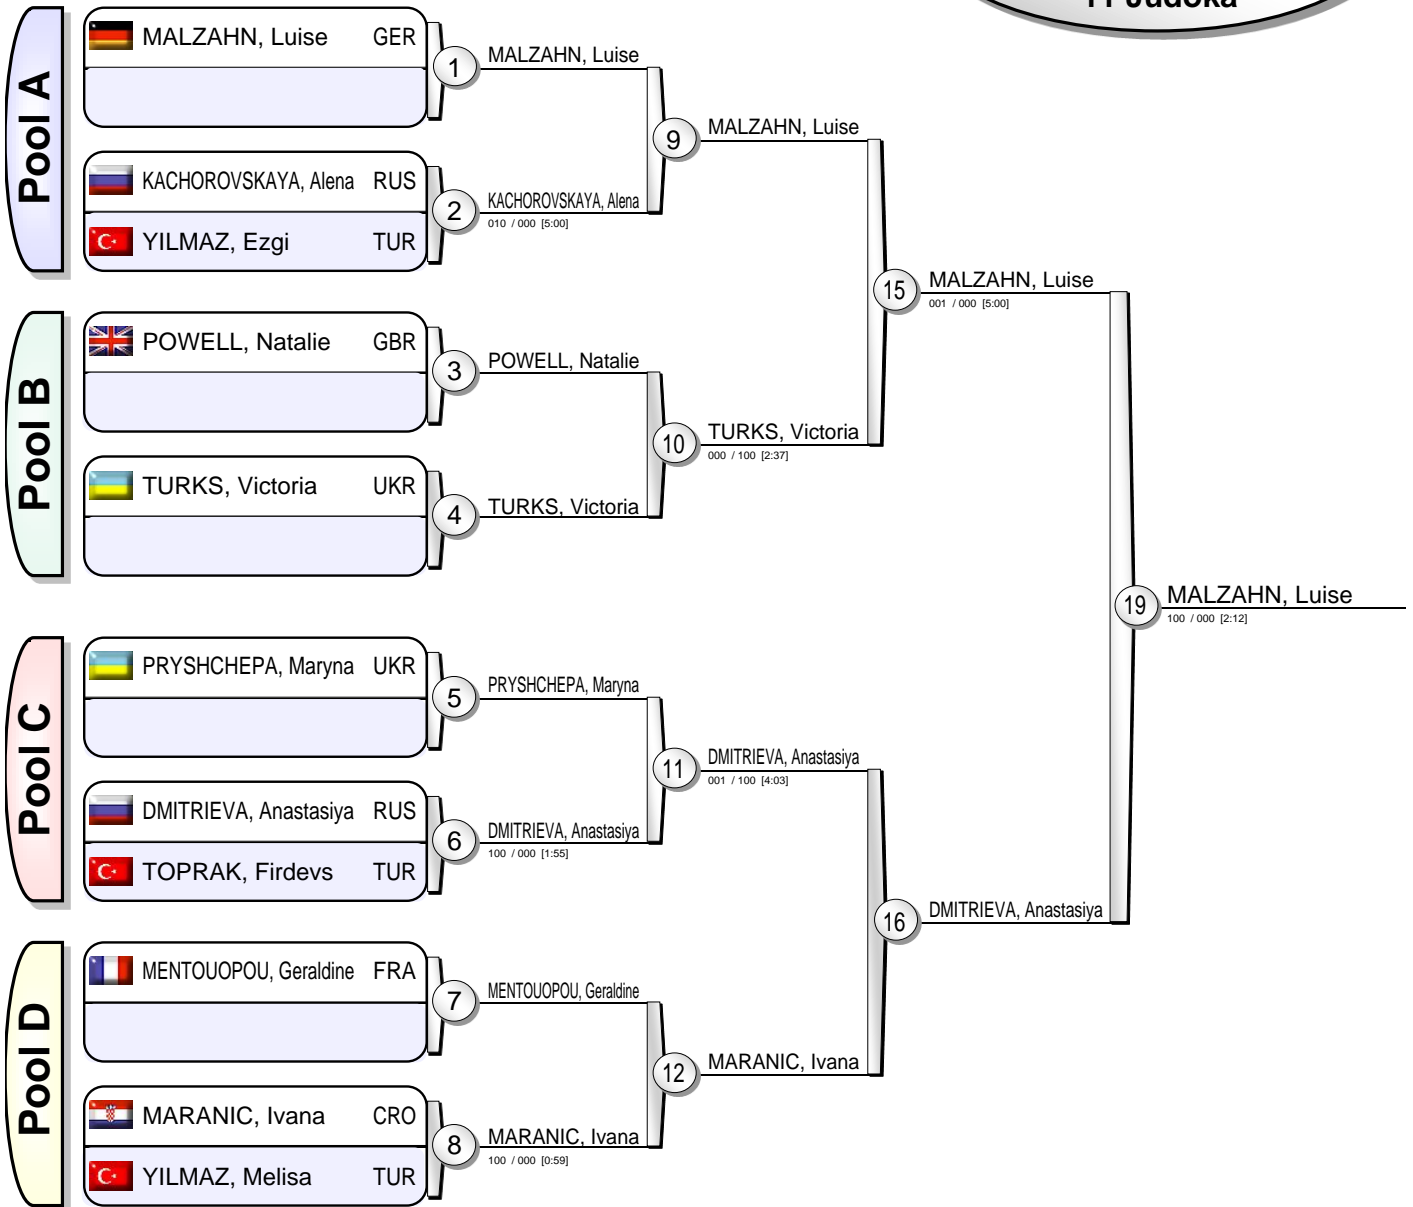 11 Judoka
Pool A
MALZAHN, Luise GER
KACHOROVSKAYA, Alena RUS
YILMAZ, Ezgi TUR
1
MALZAHN, Luise
2
KACHOROVSKAYA, Alena
010 / 000 [5:00]
9
MALZAHN, Luise
Pool B
POWELL, Natalie GBR
TURKS, Victoria UKR
3
POWELL, Natalie
4
TURKS, Victoria
10
TURKS, Victoria
000 / 100 [2:37]
15
MALZAHN, Luise
001 / 000 [5:00]
Pool C
PRYSHCHEPA, Maryna UKR
DMITRIEVA, Anastasiya RUS
TOPRAK, Firdevs TUR
5
PRYSHCHEPA, Maryna
6
DMITRIEVA, Anastasiya
100 / 000 [1:55]
11
DMITRIEVA, Anastasiya
001 / 100 [4:03]
Pool D
MENTOUOPOU, Geraldine FRA
MARANIC, Ivana CRO
YILMAZ, Melisa TUR
7
MENTOUOPOU, Geraldine
8
MARANIC, Ivana
100 / 000 [0:59]
12
MARANIC, Ivana
16
DMITRIEVA, Anastasiya
19
MALZAHN, Luise
100 / 000 [2:12]